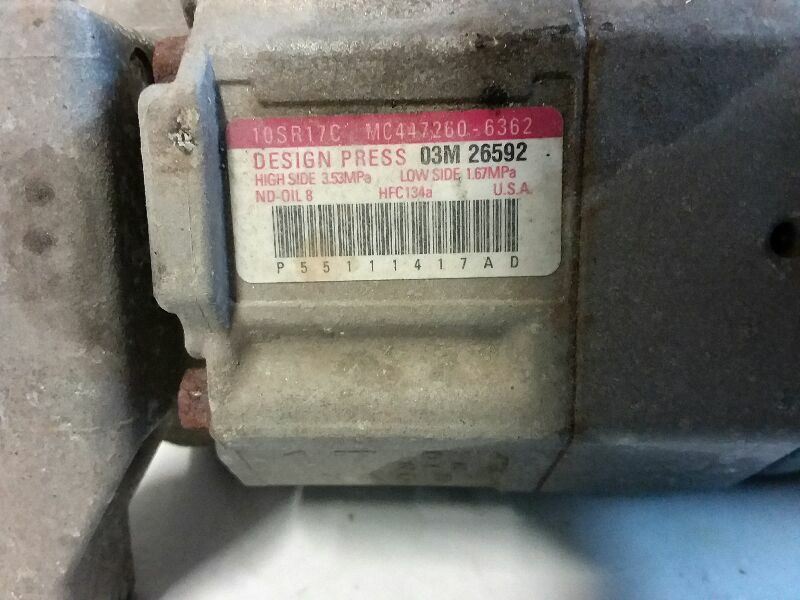 10SR17C MC447260-6362
DESIGN PRESS 03M 26592
HIGH SIDE 3.53MPa LOW SIDE 1.67MPa
ND-OIL 8 HFC134a U.S.A.
P55111417AD